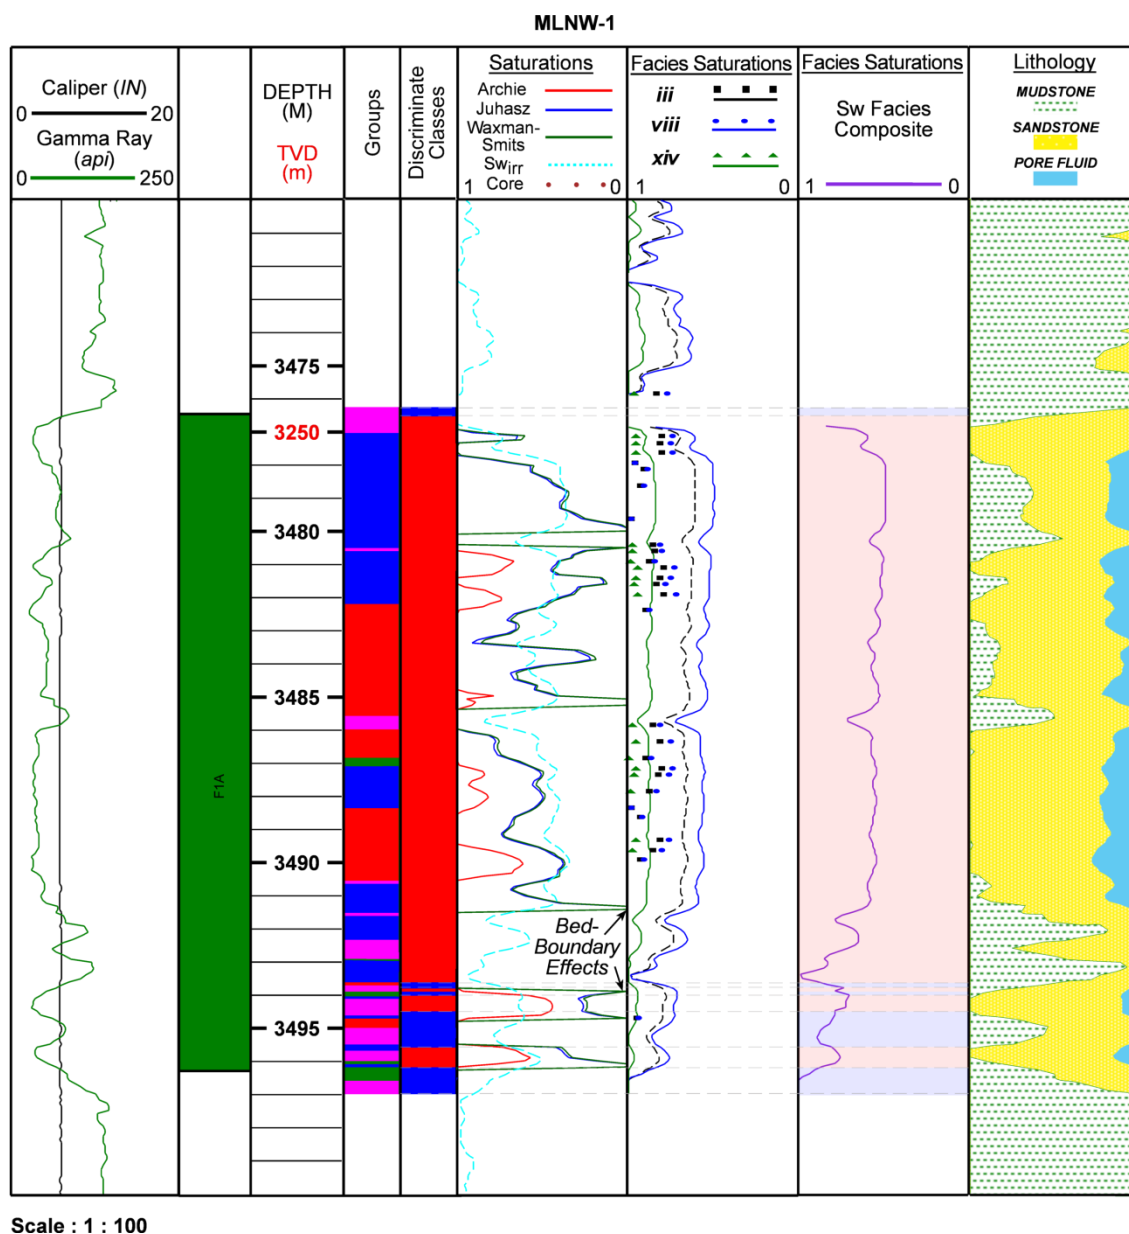 MLNW-1
Caliper (IN)
0 20
Gamma Ray
(api)
0 250
DEPTH
(M)
TVD
(m)
Groups
Discriminate
Classes
Saturations
Archie
Juhasz
Waxman-
Smits
Swirr
Core
1 0
Facies Saturations
iii
viii
xiv
1 0
Facies Saturations
Sw Facies
Composite
1 0
Lithology
MUDSTONE
SANDSTONE
PORE FLUID
3475
3250
3480
3485
F1A
3490
Bed-
Boundary
Effects
3495
Scale : 1 : 100